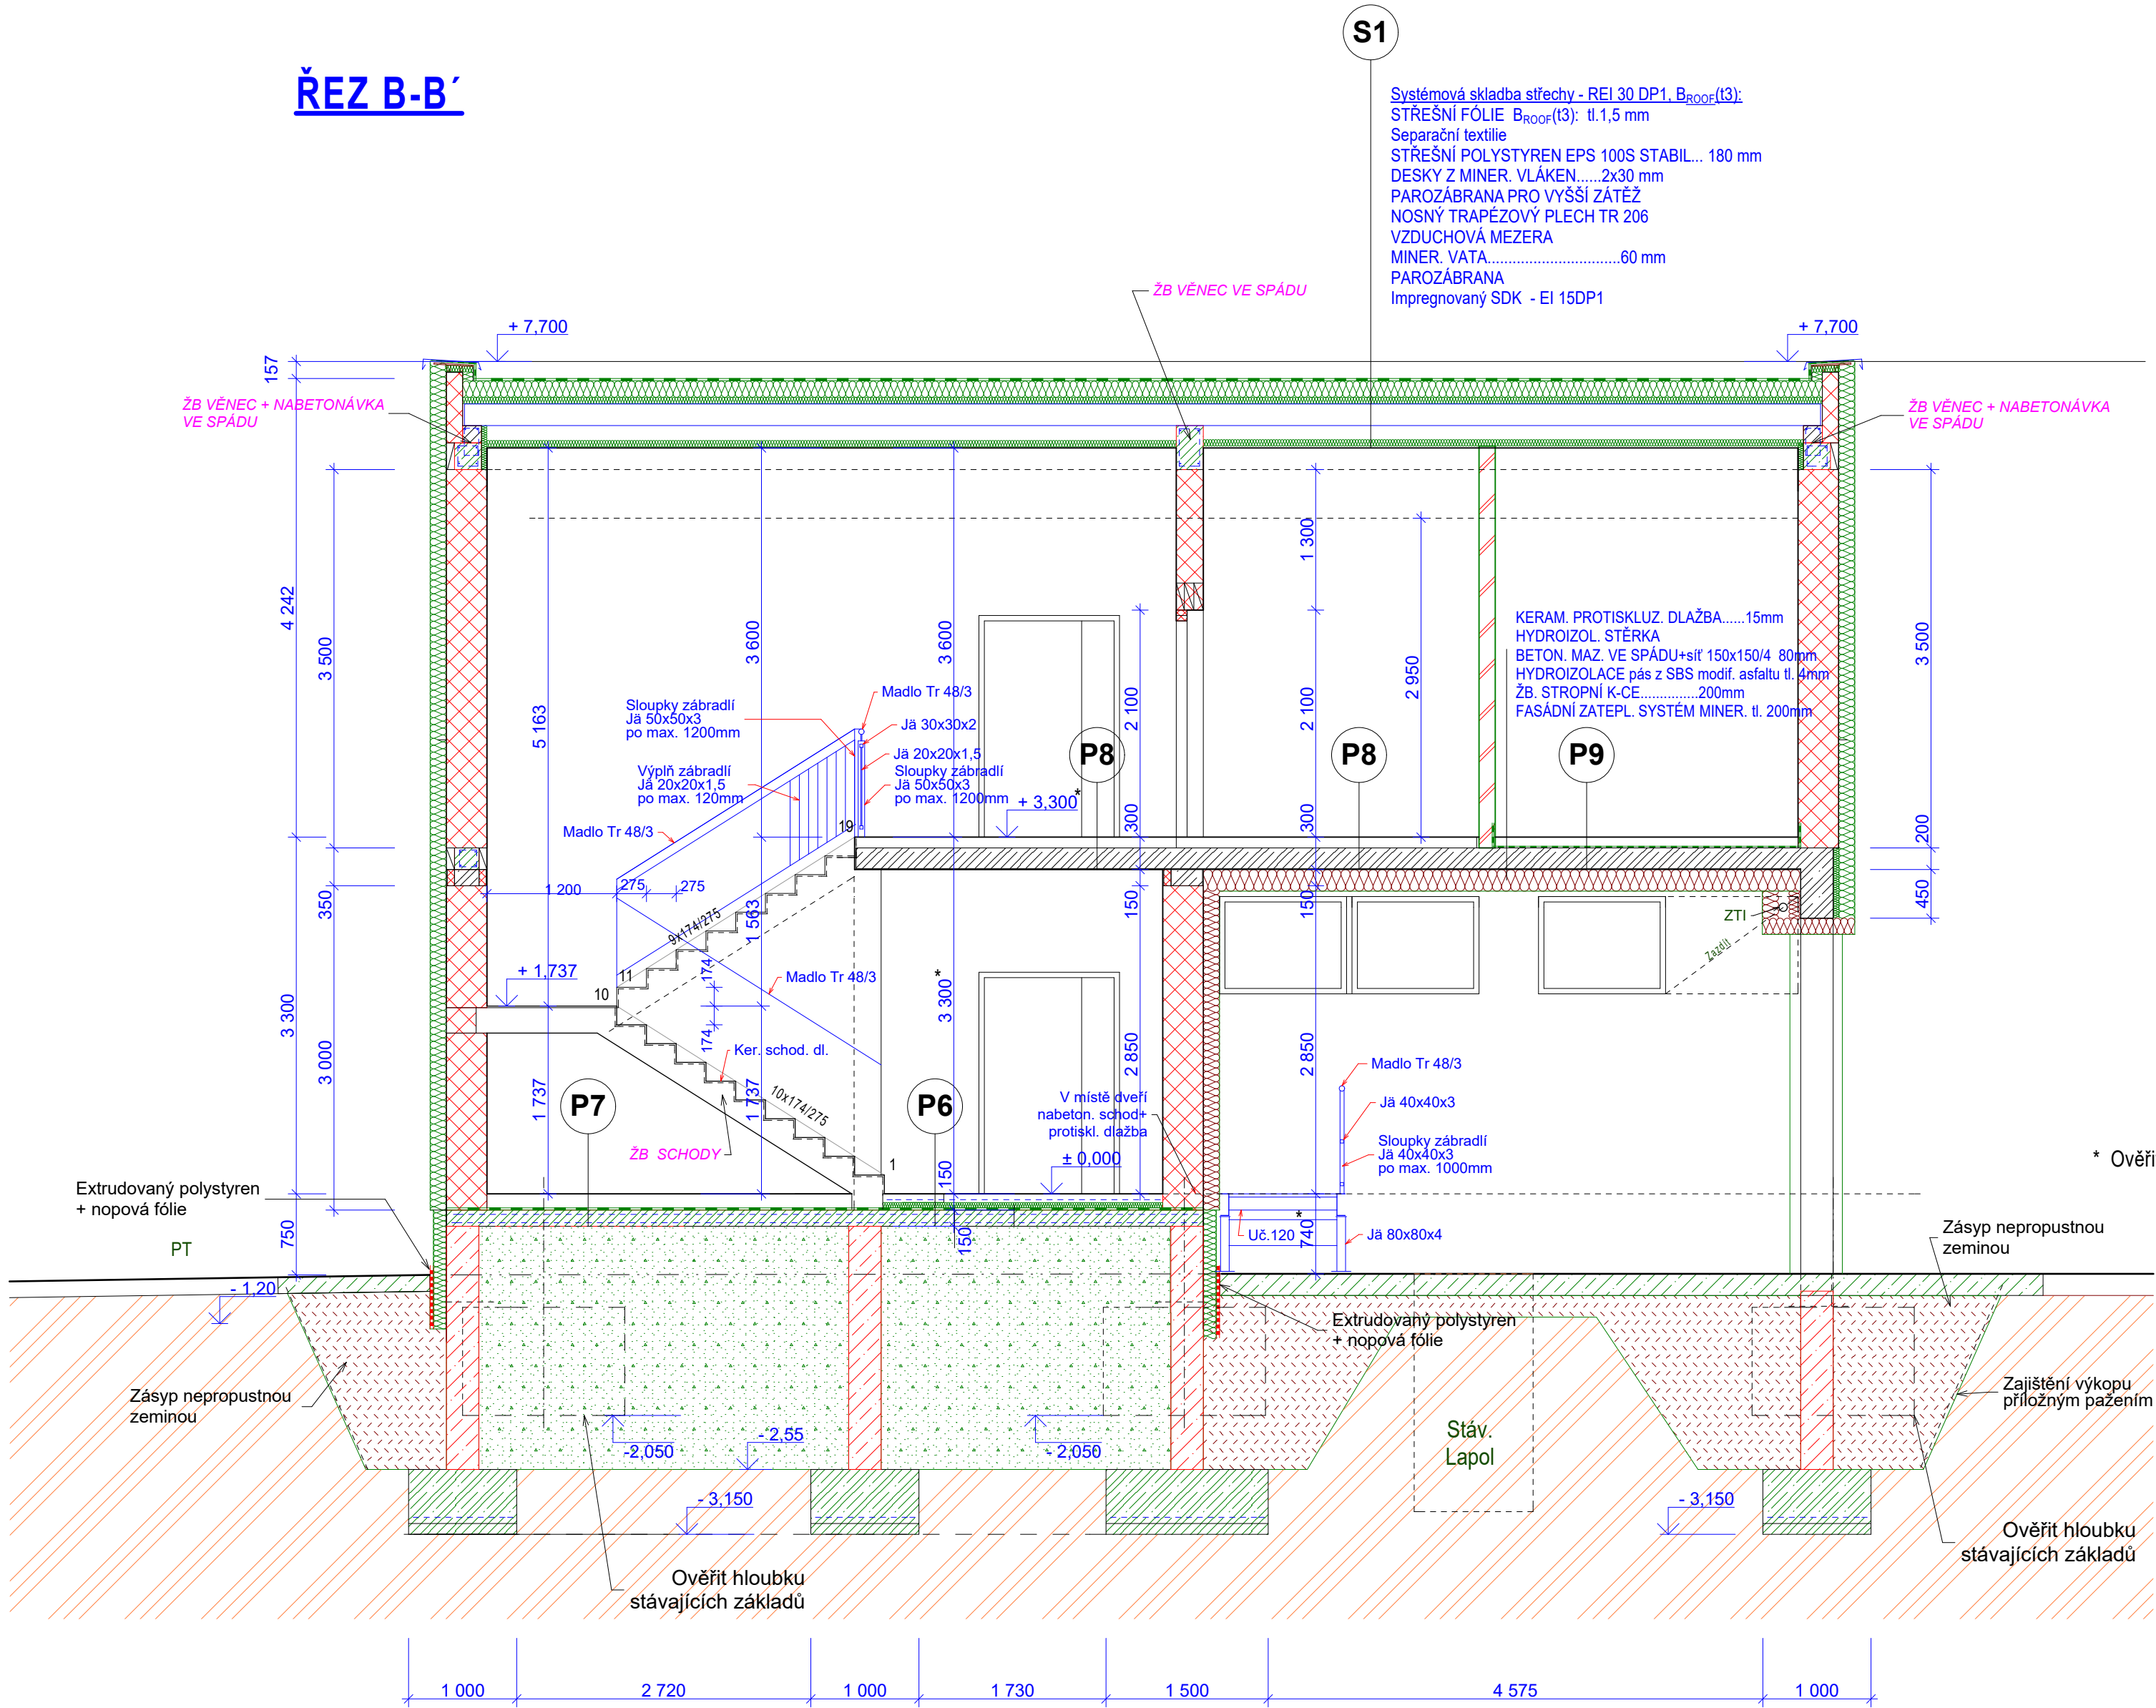 S1
ŘEZ B-B´
Systémová skladba střechy - REI 30 DP1, BROOF(t3):
STŘEŠNÍ FÓLIE BROOF(t3): tl.1,5 mm
Separační textilie
STŘEŠNÍ POLYSTYREN EPS 100S STABIL... 180 mm
DESKY Z MINER. VLÁKEN......2x30 mm
PAROZÁBRANA PRO VYŠŠÍ ZÁTĚŽ
NOSNÝ TRAPÉZOVÝ PLECH TR 206
VZDUCHOVÁ MEZERA
MINER. VATA................................60 mm
PAROZÁBRANA
Impregnovaný SDK - EI 15DP1
ŽB VĚNEC VE SPÁDU
+ 7,700
+ 7,700
157
ŽB VĚNEC + NABETONÁVKA
VE SPÁDU
ŽB VĚNEC + NABETONÁVKA
VE SPÁDU
4 242
3 500
5 163
3 600
3 600
1 300
2 950
3 500
2 100
2 100
KERAM. PROTISKLUZ. DLAŽBA......15mm
HYDROIZOL. STĚRKA
BETON. MAZ. VE SPÁDU+síť 150x150/4 80mm
HYDROIZOLACE pás z SBS modif. asfaltu tl. 4mm
ŽB. STROPNÍ K-CE..............200mm
FASÁDNÍ ZATEPL. SYSTÉM MINER. tl. 200mm
Madlo Tr 48/3
Sloupky zábradlí
Jä 50x50x3
po max. 1200mm
Jä 30x30x2
Jä 20x20x1,5
Sloupky zábradlí
Jä 50x50x3
po max. 1200mm
Výplň zábradlí
Jä 20x20x1,5
po max. 120mm
P8
P8
P9
+ 3,300
*
Madlo Tr 48/3
19
300
300
200
1 200
275
275
350
150
150
450
9x174/275
1 563
ZTI
Zazdít
+ 1,737
11
10
174
Madlo Tr 48/3
*
3 300
3 300
3 000
174
Ker. schod. dl.
2 850
2 850
Madlo Tr 48/3
Jä 40x40x3
P7
1 737
1 737
10x174/275
P6
V místě dveří
nabeton. schod+
protiskl. dlažba
Sloupky zábradlí
Jä 40x40x3
po max. 1000mm
ŽB SCHODY
1
± 0,000
* Ověři
150
Extrudovaný polystyren
+ nopová fólie
PT
750
150
Uč.120
*
740
Jä 80x80x4
Zásyp nepropustnou
zeminou
- 1,20
Extrudovaný polystyren
+ nopová fólie
Zásyp nepropustnou
zeminou
Zajištění výkopu
příložným pažením
-2,050
- 2,55
- 2,050
Stáv.
Lapol
- 3,150
- 3,150
Ověřit hloubku
stávajících základů
Ověřit hloubku
stávajících základů
1 000
2 720
1 000
1 730
1 500
4 575
1 000